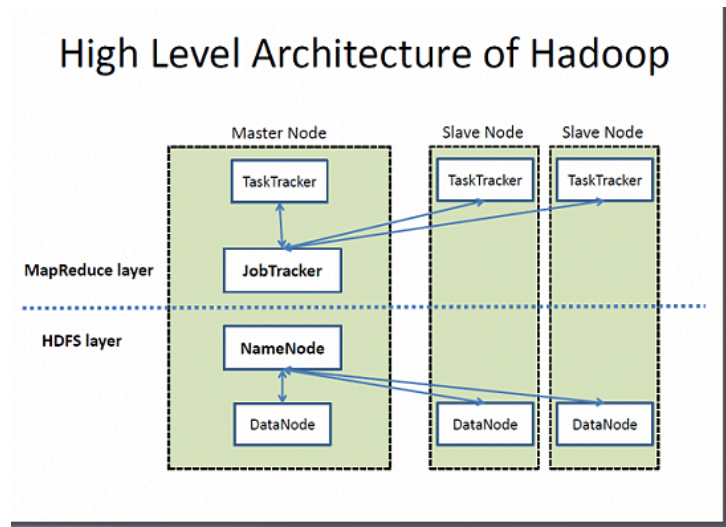 High Level Architecture of Hadoop
Master Node
Slave Node
Slave Node
TaskTracker
TaskTracker
TaskTracker
MapReduce layer
JobTracker
HDFS layer
NameNode
DataNode
DataNode
DataNode